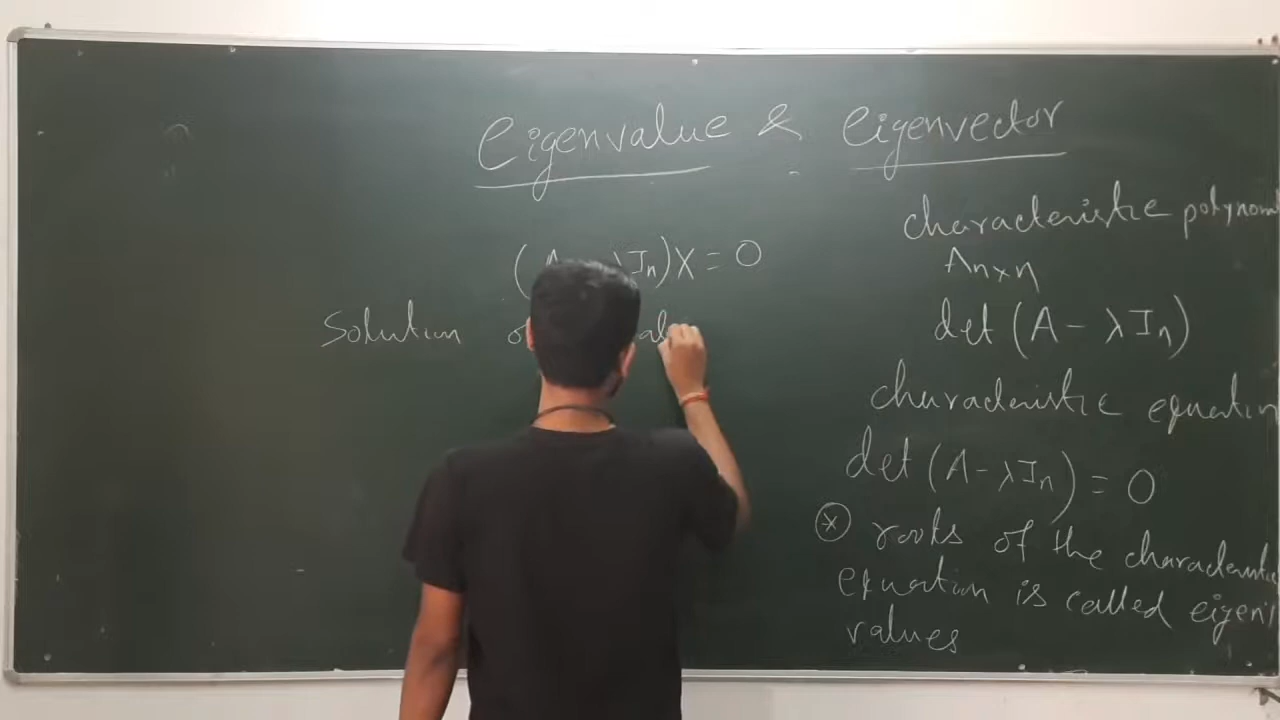 Eigenvalue & Eigenvector
(A - λIn)X = 0
Solution
characteristic polynom
An×n
det (A - λIn)
characteristic equation
det (A - λIn) = 0
* roots of the characteristic
equation is called eigen
values